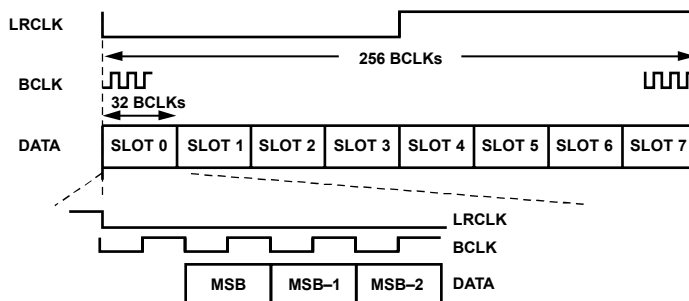 LRCLK
256 BCLKs
BCLK
32 BCLKs
DATA SLOT 0 SLOT 1 SLOT 2 SLOT 3 SLOT 4 SLOT 5 SLOT 6 SLOT 7
LRCLK
BCLK
MSB MSB–1 MSB–2 DATA